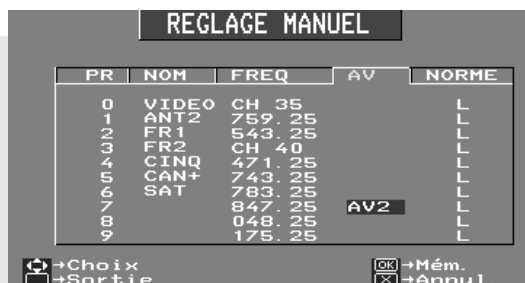 REGLAGE MANUEL
PR NOM FREQ AV NORME
0 VIDEO CH 35 L
1 ANT2 759.25 L
2 FR1 543.25 L
3 FR2 CH 40 L
4 CINQ 471.25 L
5 CAN+ 743.25 L
6 SAT 783.25 L
7 847.25 AV2 L
8 048.25 L
9 175.25 L
→Choix OK →Mém.
→Sortie X →Annul